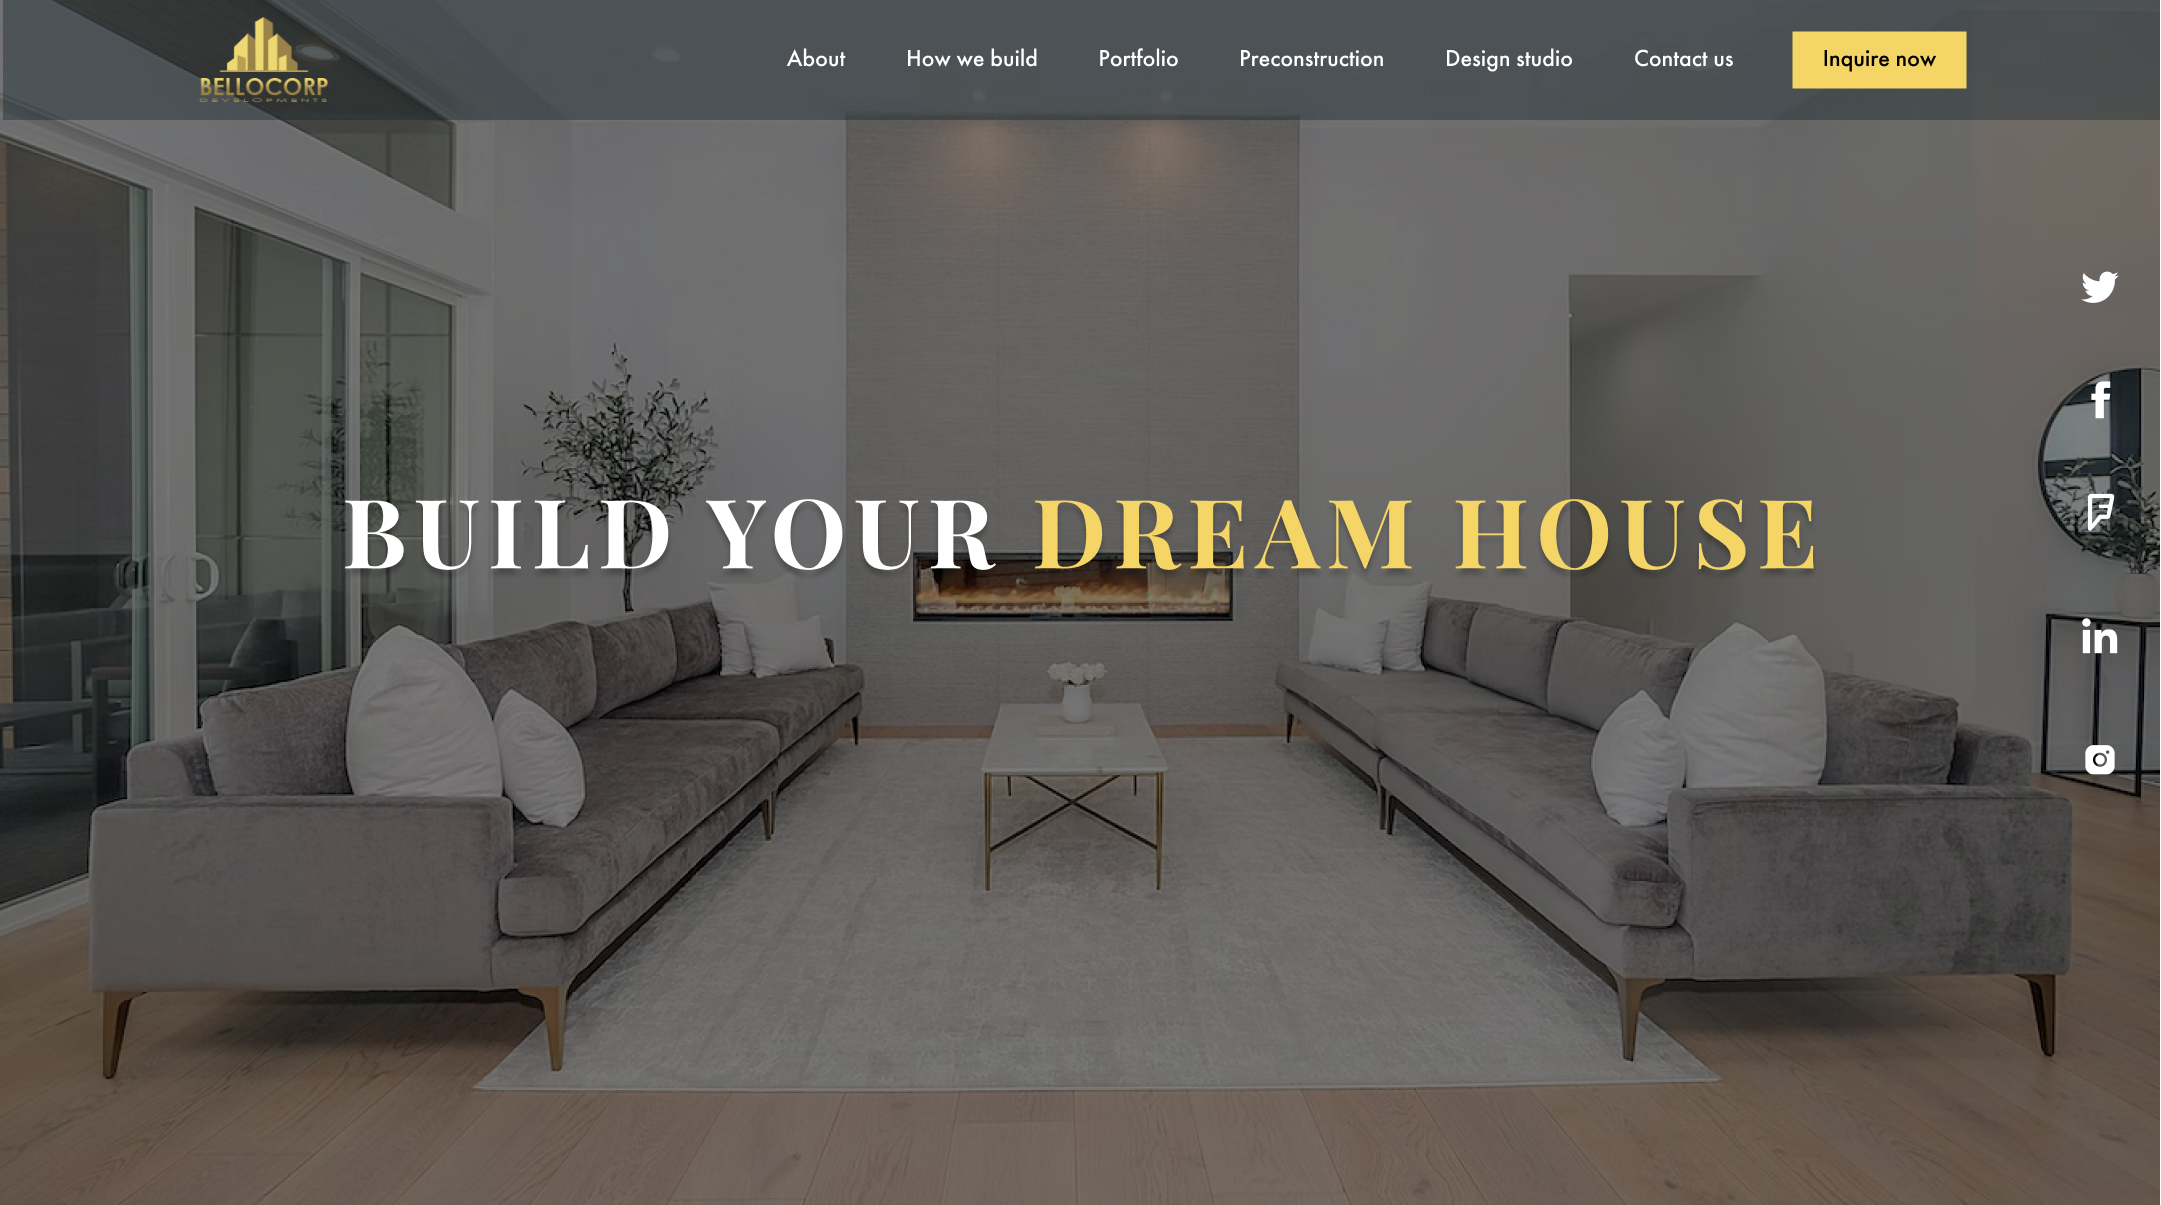 BELLOCORP
DEVELOPMENTS
About How we build Portfolio Preconstruction Design studio Contact us Inquire now
BUILD YOUR DREAM HOUSE